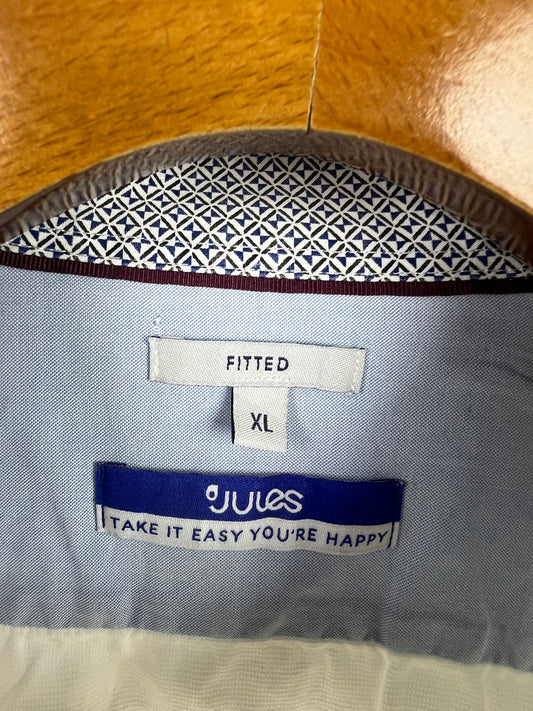 FITTED
XL
JULES
TAKE IT EASY YOU'RE HAPPY